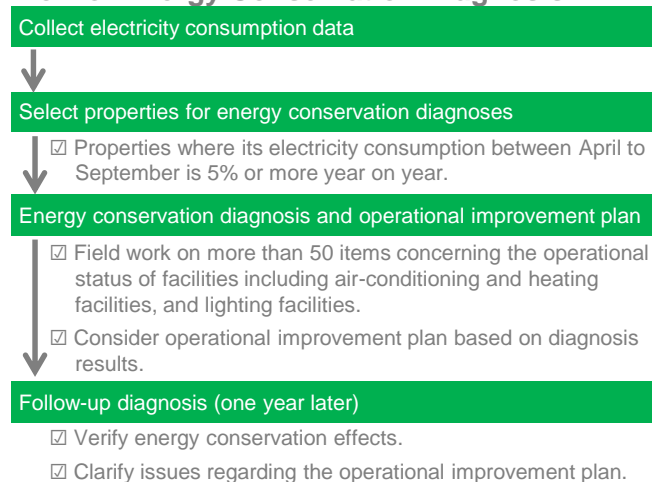 Collect electricity consumption data
Select properties for energy conservation diagnoses
☑ Properties where its electricity consumption between April to
September is 5% or more year on year.
Energy conservation diagnosis and operational improvement plan
☑ Field work on more than 50 items concerning the operational
status of facilities including air-conditioning and heating
facilities, and lighting facilities.
☑ Consider operational improvement plan based on diagnosis
results.
Follow-up diagnosis (one year later)
☑ Verify energy conservation effects.
☑ Clarify issues regarding the operational improvement plan.